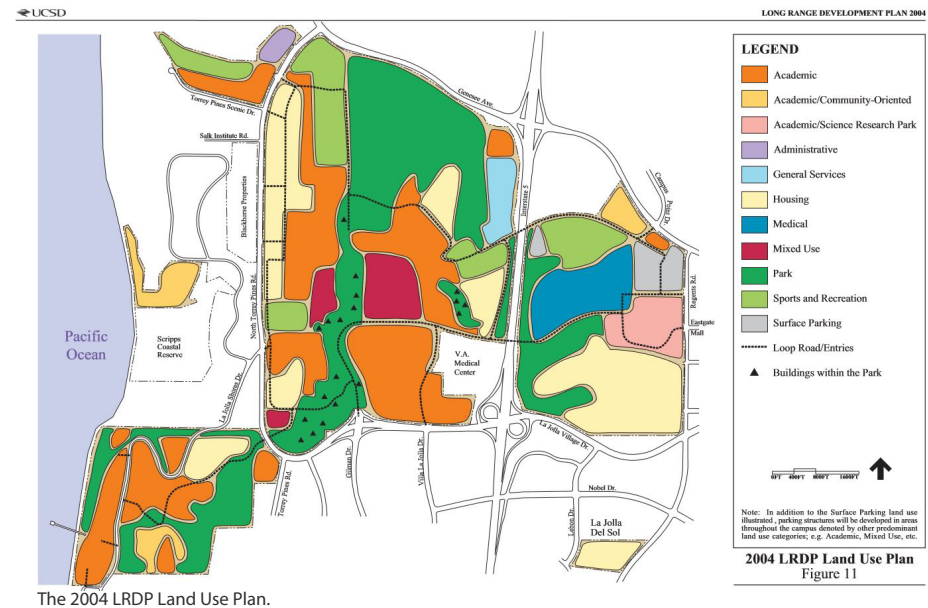 UCSD
LONG RANGE DEVELOPMENT PLAN 2004
Genesee Ave.
Torrey Pines Scenic Dr.
Salk Institute Rd.
Blackhorse Properties
Interstate 5
Campus
Point Dr.
North Torrey Pines Rd.
Regents Rd.
Eastgate
Mall
Pacific
Ocean
Scripps
Coastal
Reserve
V.A.
Medical
Center
La Jolla Shores Dr.
La Jolla Village Dr.
Torrey Pines Rd.
Gilman Dr.
Villa La Jolla Dr.
Nobel Dr.
Lebon Dr.
La Jolla
Del Sol
LEGEND
Academic
Academic/Community-Oriented
Academic/Science Research Park
Administrative
General Services
Housing
Medical
Mixed Use
Park
Sports and Recreation
Surface Parking
Loop Road/Entries
Buildings within the Park
0FT 400FT 800FT 1600FT
Note: In addition to the Surface Parking land use
illustrated , parking structures will be developed in areas
throughout the campus denoted by other predominant
land use categories; e.g. Academic, Mixed Use, etc.
2004 LRDP Land Use Plan
Figure 11
The 2004 LRDP Land Use Plan.